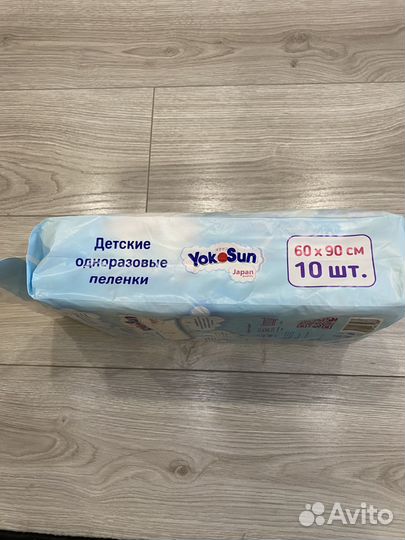 Детские
одноразовые
пеленки
YokoSun
Japan
60 x 90 см
10 шт.
Avito